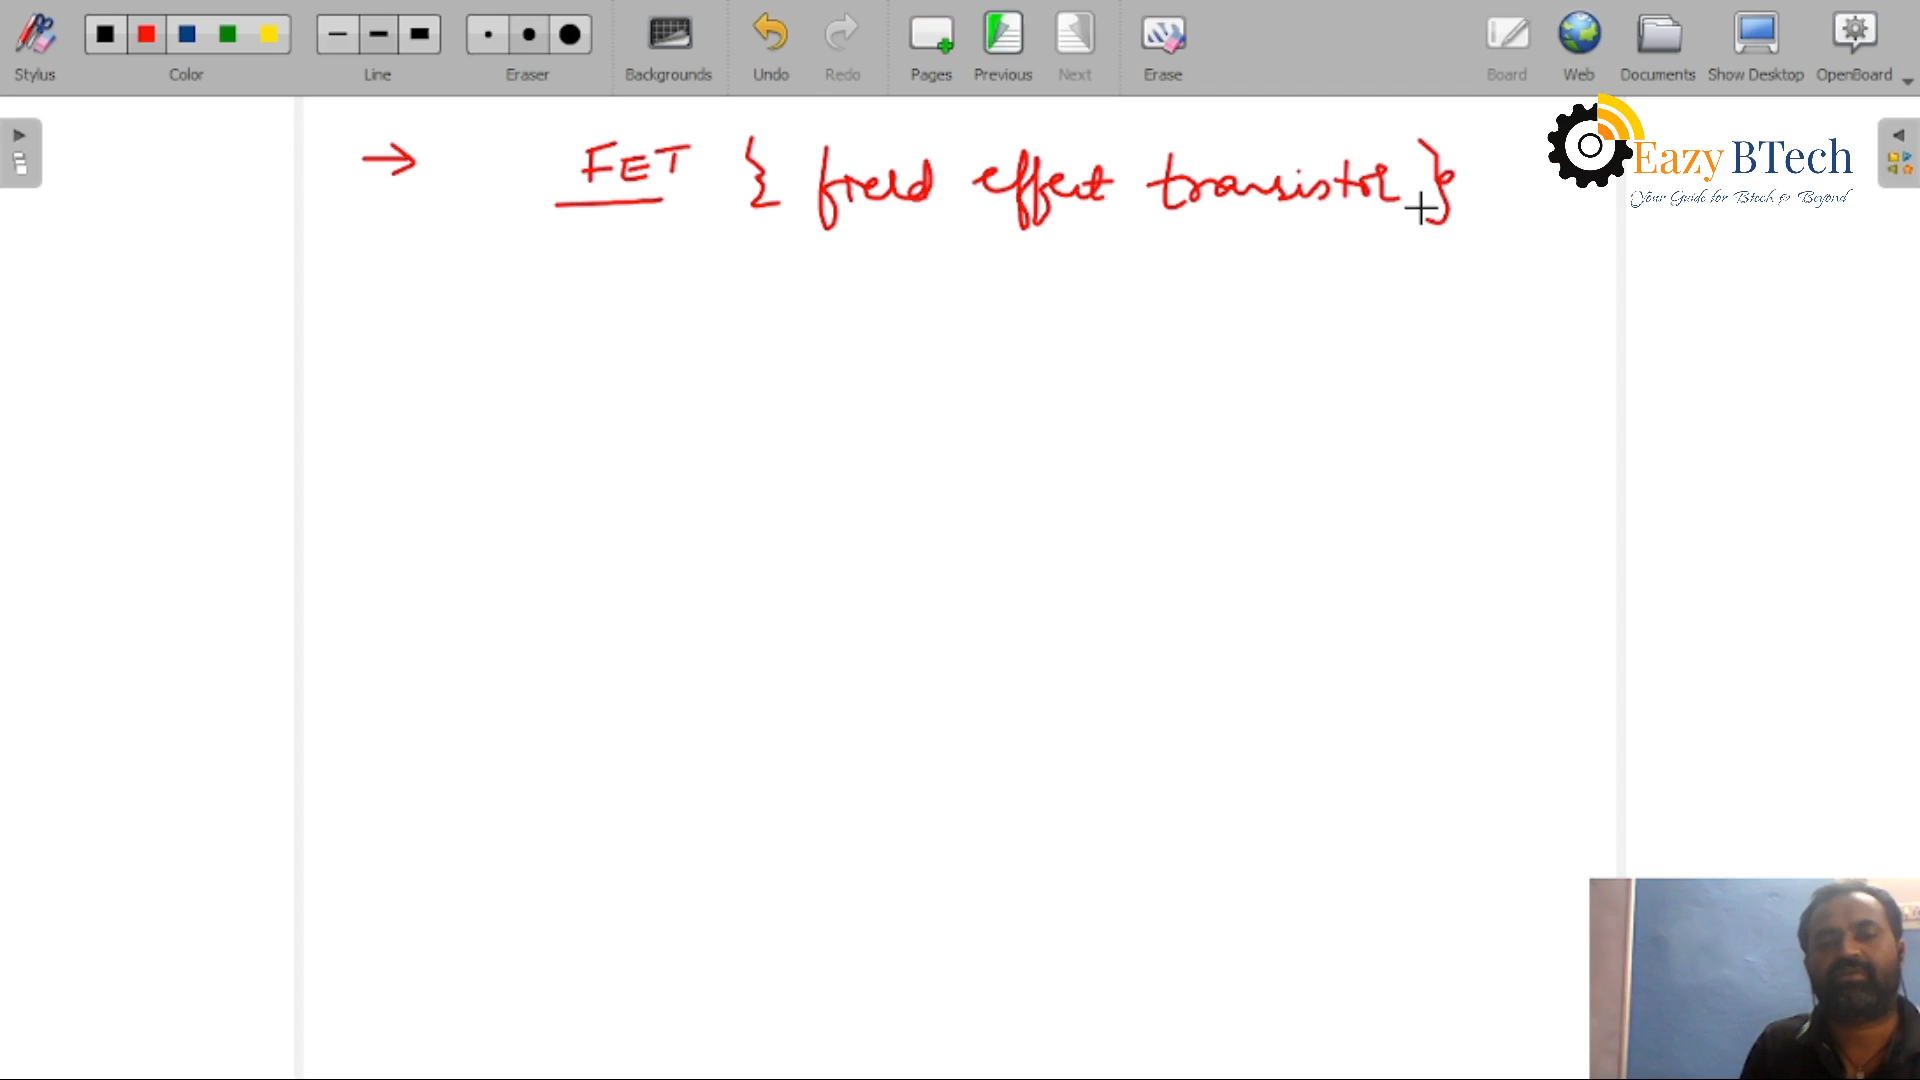 Stylus Color Line Eraser Backgrounds Undo Redo Pages Previous Next Erase Board Web Documents Show Desktop OpenBoard
→ FET { field effect transistor }
Eazy BTech
Your Guide for Btech & Beyond